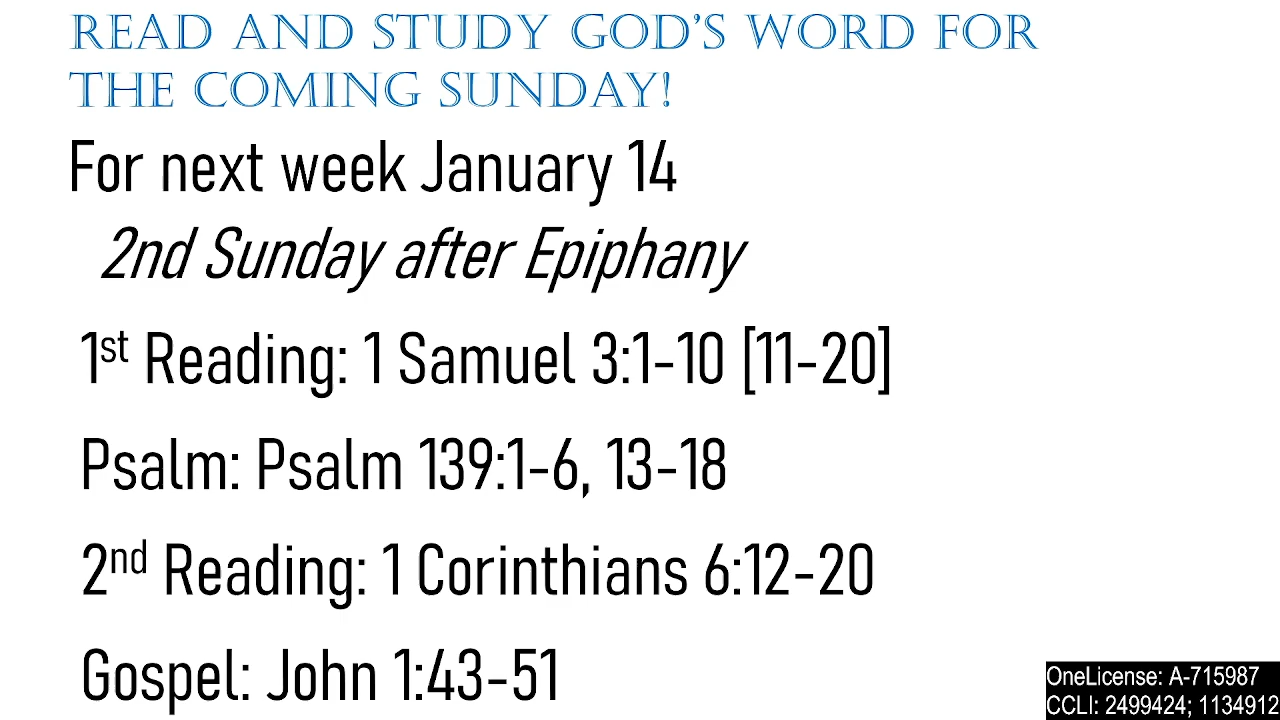 READ AND STUDY GOD'S WORD FOR
THE COMING SUNDAY!
For next week January 14
2nd Sunday after Epiphany
1st Reading: 1 Samuel 3:1-10 [11-20]
Psalm: Psalm 139:1-6, 13-18
2nd Reading: 1 Corinthians 6:12-20
Gospel: John 1:43-51
OneLicense: A-715987
CCLI: 2499424; 1134912